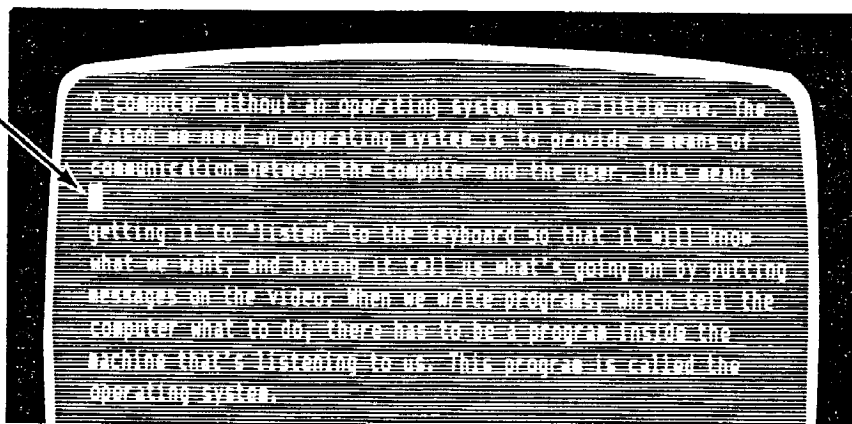 A computer without an operating system is of little use. The
reason we need an operating system is to provide a means of
communication between the computer and the user. This means
getting it to "listen" to the keyboard so that it will know
what we want, and having it tell us what's going on by putting
messages on the video. When we write programs, which tell the
computer what to do, there has to be a program inside the
machine that's listening to us. This program is called the
operating system.